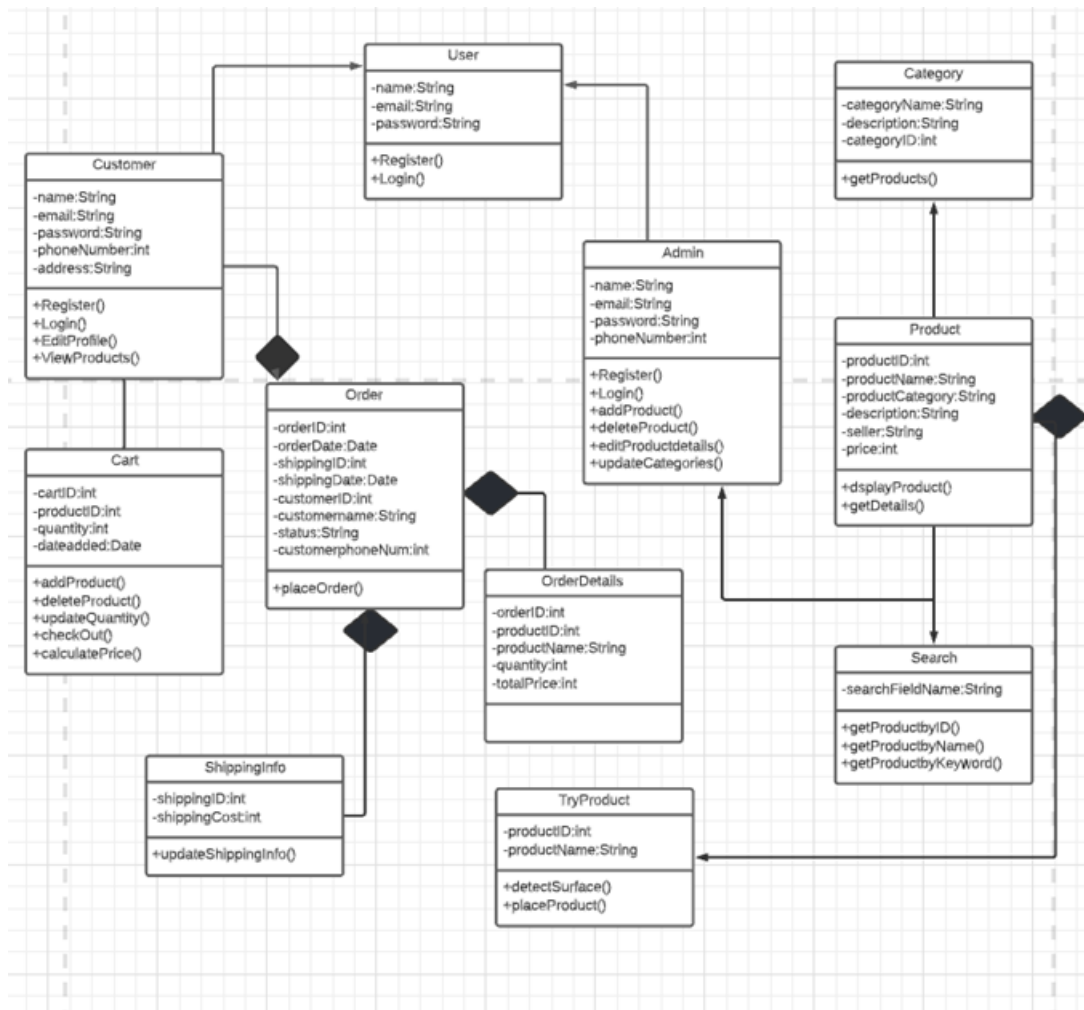 User
-name:String
-email:String
-password:String
+Register()
+Login()
Category
-categoryName:String
-description:String
-categoryID:int
+getProducts()
Customer
-name:String
-email:String
-password:String
-phoneNumber:int
-address:String
+Register()
+Login()
+EditProfile()
+ViewProducts()
Admin
-name:String
-email:String
-password:String
-phoneNumber:int
+Register()
+Login()
+addProduct()
+deleteProduct()
+editProductdetails()
+updateCategories()
Product
-productID:int
-productName:String
-productCategory:String
-description:String
-seller:String
-price:int
+dsplayProduct()
+getDetails()
Order
-orderID:int
-orderDate:Date
-shippingID:int
-shippingDate:Date
-customerID:int
-customername:String
-status:String
-customerphoneNum:int
+placeOrder()
Cart
-cartID:int
-productID:int
-quantity:int
-dateadded:Date
+addProduct()
+deleteProduct()
+updateQuantity()
+checkOut()
+calculatePrice()
OrderDetails
-orderID:int
-productID:int
-productName:String
-quantity:int
-totalPrice:int
Search
-searchFieldName:String
+getProductbyID()
+getProductbyName()
+getProductbyKeyword()
ShippingInfo
-shippingID:int
-shippingCost:int
+updateShippingInfo()
TryProduct
-productID:int
-productName:String
+detectSurface()
+placeProduct()